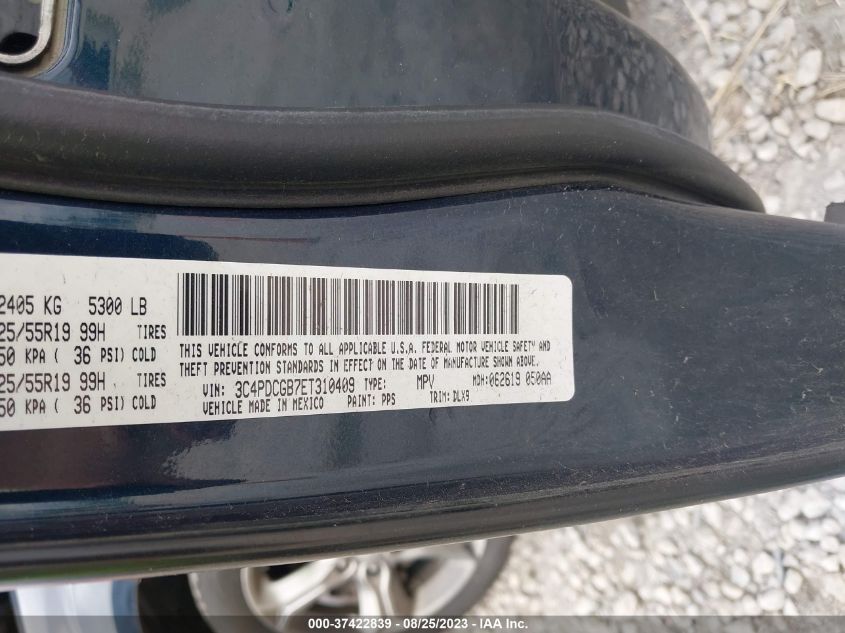 2405 KG 5300 LB
25/55R19 99H TIRES
50 KPA ( 36 PSI) COLD
25/55R19 99H TIRES
50 KPA ( 36 PSI) COLD
THIS VEHICLE CONFORMS TO ALL APPLICABLE U.S.A. FEDERAL MOTOR VEHICLE SAFETY AND
THEFT PREVENTION STANDARDS IN EFFECT ON THE DATE OF MANUFACTURE SHOWN ABOVE.
VIN: 3C4PDCGB7ET310409 TYPE: MPV MDH: 062619 050AA
VEHICLE MADE IN MEXICO PAINT: PPS TRIM: DLX9
000-37422839 - 08/25/2023 - COPYRIGHT IAA, Inc.